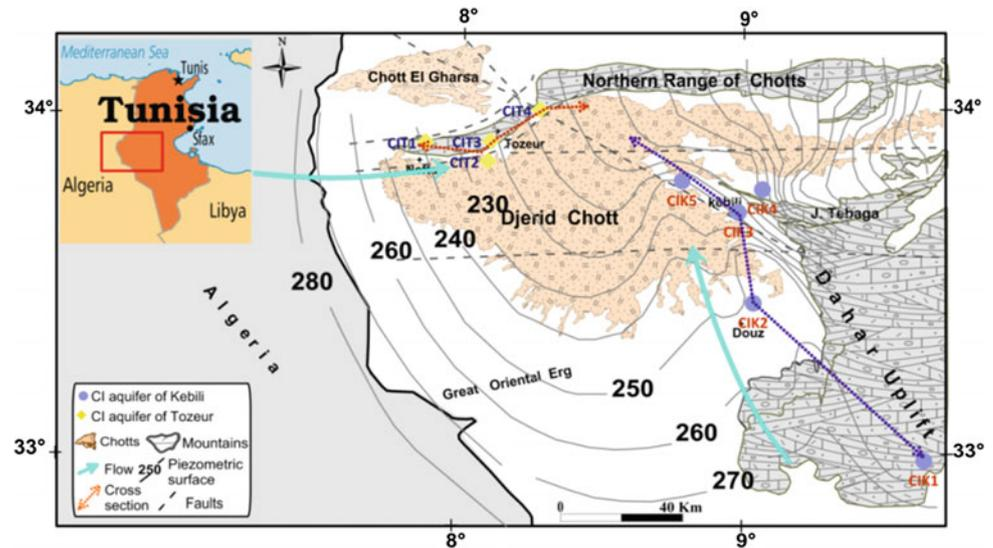 8°
9°
Mediterranean Sea
Tunis
Tunisia
Sfax
Algeria
Libya
N
34°
34°
Chott El Gharsa
Northern Range of Chotts
CIT4
CIT1
CIT3
Tozeur
CIT2
230
Djerid Chott
CIK5
kebili
CIK4
J. Tebaga
CIK3
240
260
280
CIK2
Douz
Algeria
Dahar Uplift
Great Oriental Erg
250
260
270
CIK1
CI aquifer of Kebili
CI aquifer of Tozeur
Chotts
Mountains
Flow
250
Piezometric
surface
Cross
section
Faults
33°
33°
0
40 Km
8°
9°